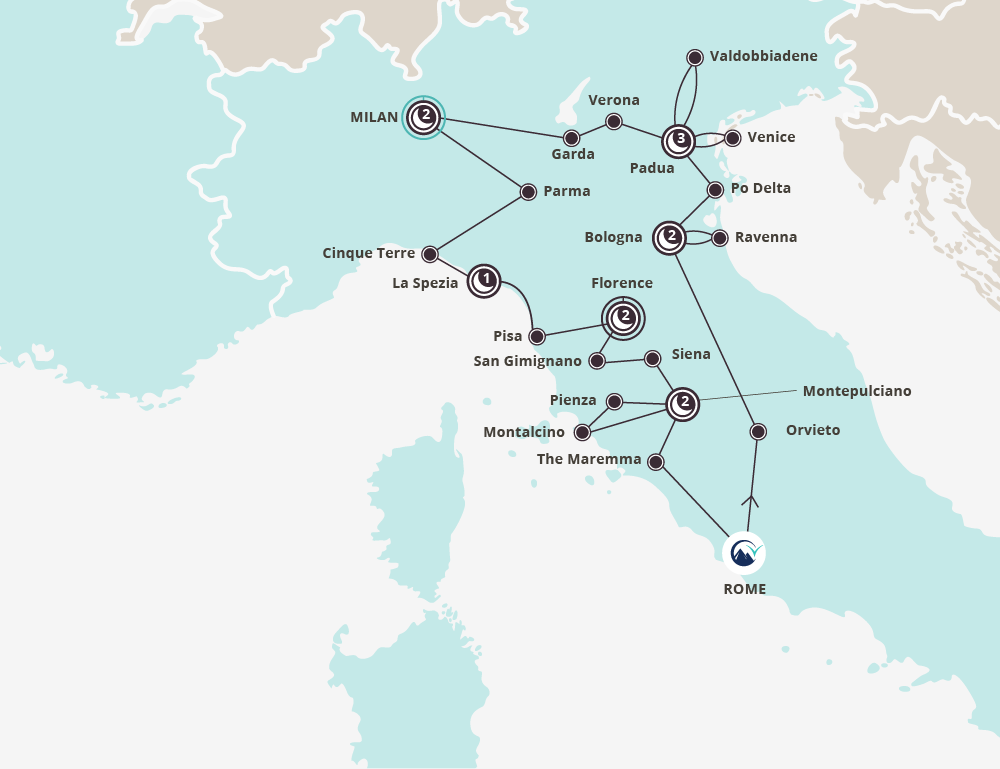 Valdobbiadene
Verona
MILAN
2
3
Venice
Garda
Padua
Parma
Po Delta
Bologna
2
Ravenna
Cinque Terre
La Spezia
1
Florence
2
Pisa
San Gimignano
Siena
Pienza
2
Montepulciano
Montalcino
Orvieto
The Maremma
ROME